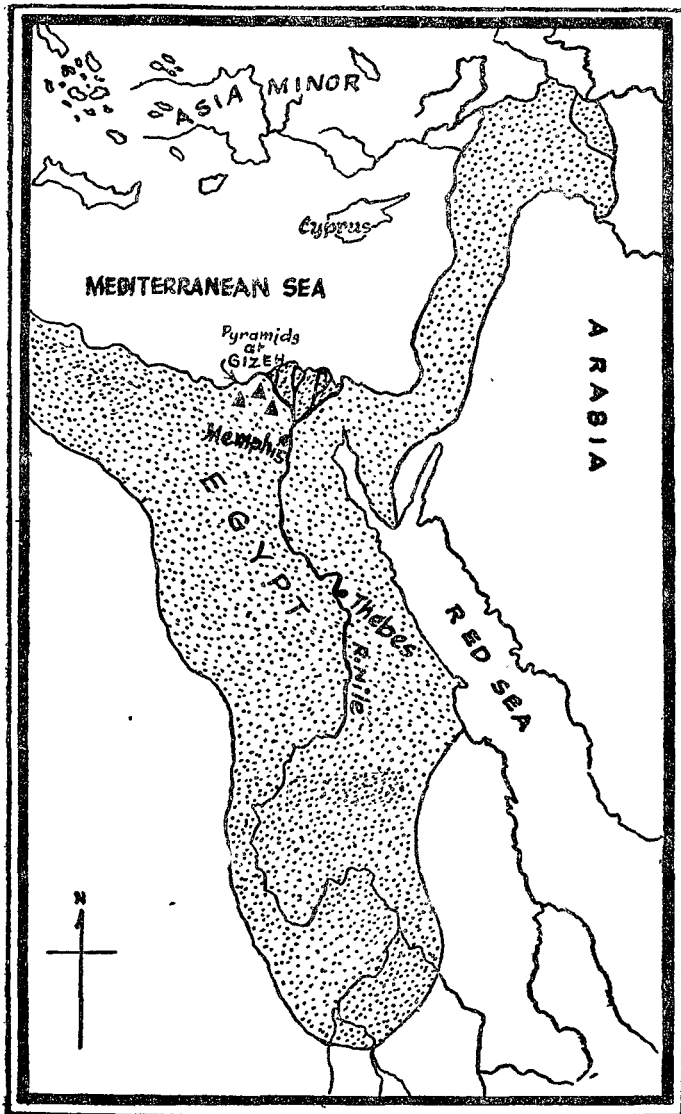 ASIA MINOR
Cyprus
MEDITERRANEAN SEA
Pyramids
at
GIZEH
Memphis
EGYPT
ARABIA
Thebes
R.Nile
RED SEA
N